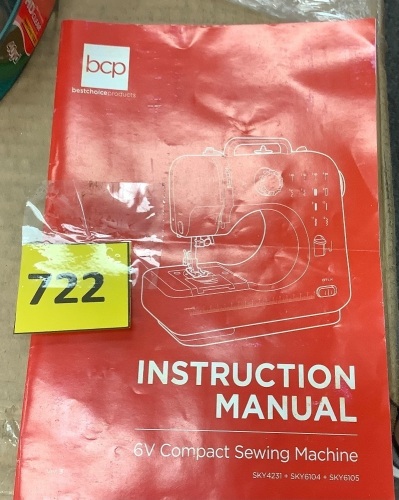 bcp
bestchoiceproducts
722
INSTRUCTION
MANUAL
6V Compact Sewing Machine
SKY4231 + SKY6104 + SKY6105